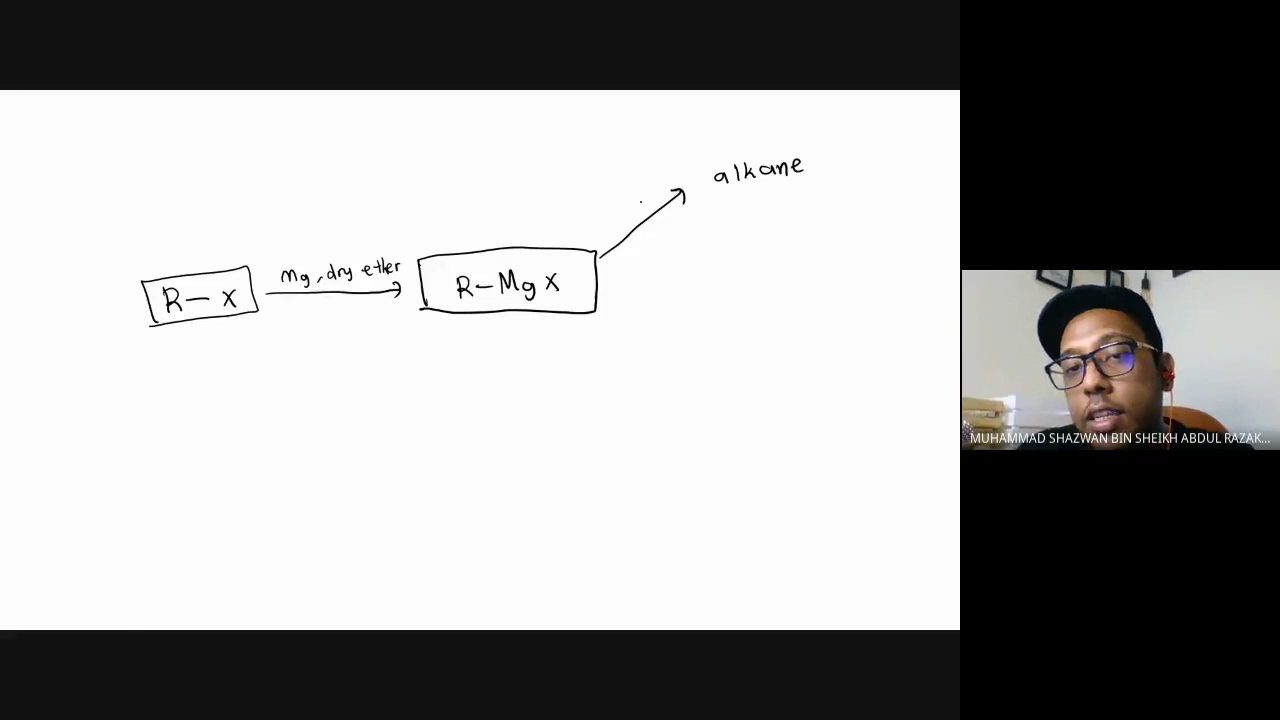 alkane
Mg, dry ether
R-X
R-MgX
MUHAMMAD SHAZWAN BIN SHEIKH ABDUL RAZAK...